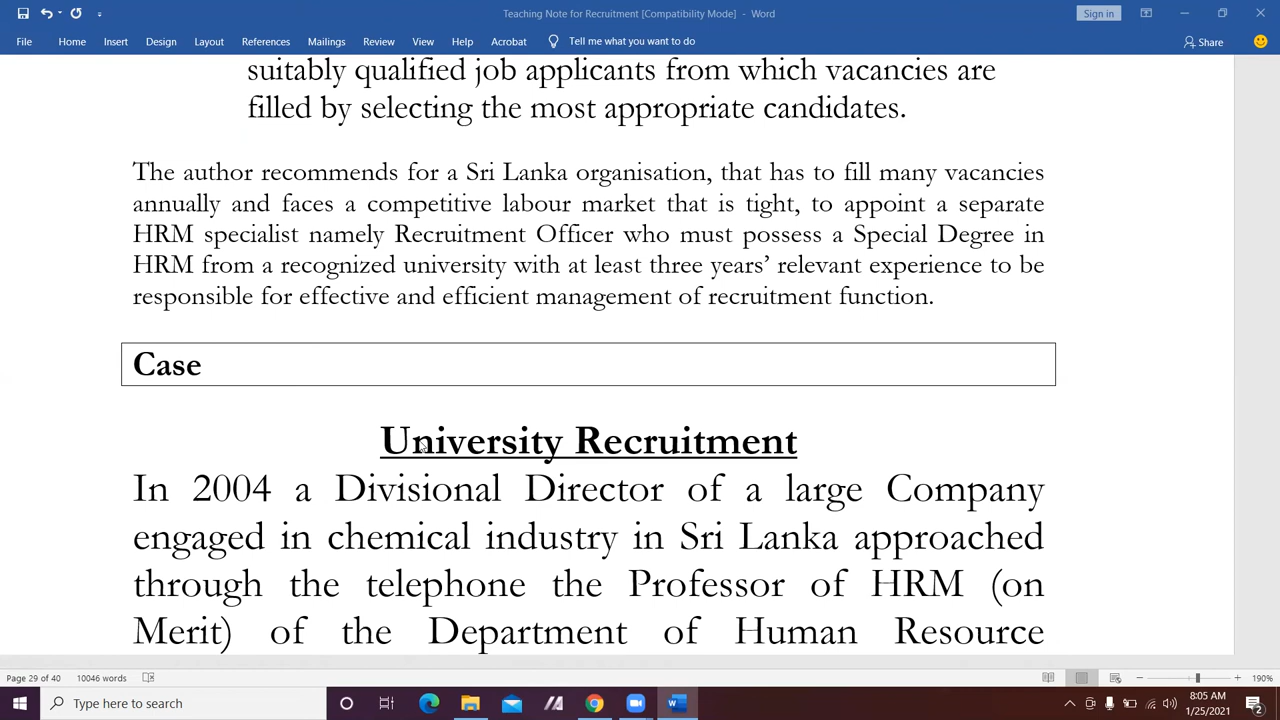 Teaching Note for Recruitment [Compatibility Mode] - Word
Sign in
File Home Insert Design Layout References Mailings Review View Help Acrobat Tell me what you want to do Share
suitably qualified job applicants from which vacancies are
filled by selecting the most appropriate candidates.
The author recommends for a Sri Lanka organisation, that has to fill many vacancies
annually and faces a competitive labour market that is tight, to appoint a separate
HRM specialist namely Recruitment Officer who must possess a Special Degree in
HRM from a recognized university with at least three years’ relevant experience to be
responsible for effective and efficient management of recruitment function.
Case
University Recruitment
In 2004 a Divisional Director of a large Company
engaged in chemical industry in Sri Lanka approached
through the telephone the Professor of HRM (on
Merit) of the Department of Human Resource
Page 29 of 40 10046 words 190%
Type here to search
8:05 AM
1/25/2021
2